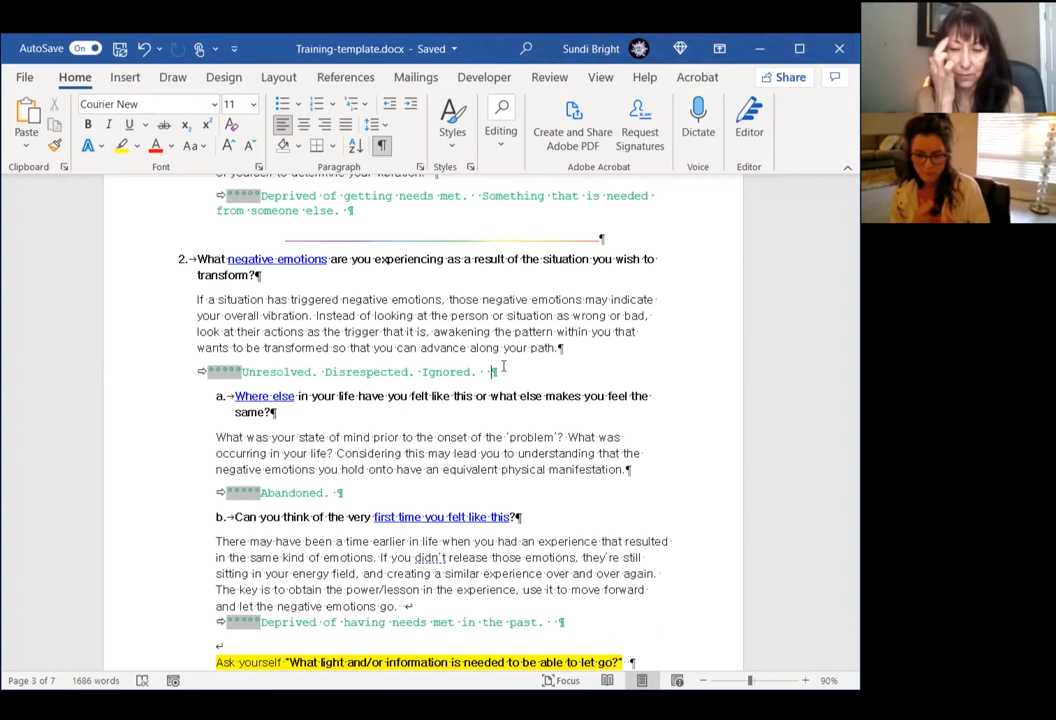 AutoSave On Training-template.docx - Saved Sundi Bright
File Home Insert Draw Design Layout References Mailings Developer Review View Help Acrobat Share
Courier New 11
Paste
B I U ab x₂ x²
A A Aa A A
Styles
Editing
Create and Share Adobe PDF
Request Signatures
Dictate
Editor
Clipboard Font Paragraph Styles Adobe Acrobat Voice Editor
of yourself to determine your vibration. ¶
Deprived of getting needs met. Something that is needed
from someone else. ¶
¶
2. What negative emotions are you experiencing as a result of the situation you wish to
transform?¶
If a situation has triggered negative emotions, those negative emotions may indicate
your overall vibration. Instead of looking at the person or situation as wrong or bad,
look at their actions as the trigger that it is, awakening the pattern within you that
wants to be transformed so that you can advance along your path.¶
Unresolved. Disrespected. Ignored. ¶
a. Where else in your life have you felt like this or what else makes you feel the
same?¶
What was your state of mind prior to the onset of the 'problem'? What was
occurring in your life? Considering this may lead you to understanding that the
negative emotions you hold onto have an equivalent physical manifestation.¶
Abandoned. ¶
b. Can you think of the very first time you felt like this?¶
There may have been a time earlier in life when you had an experience that resulted
in the same kind of emotions. If you didn't release those emotions, they're still
sitting in your energy field, and creating a similar experience over and over again.
The key is to obtain the power/lesson in the experience, use it to move forward
and let the negative emotions go.
Deprived of having needs met in the past. ¶
Ask yourself "What light and/or information is needed to be able to let go?" ¶
Page 3 of 7 1686 words Focus 90%